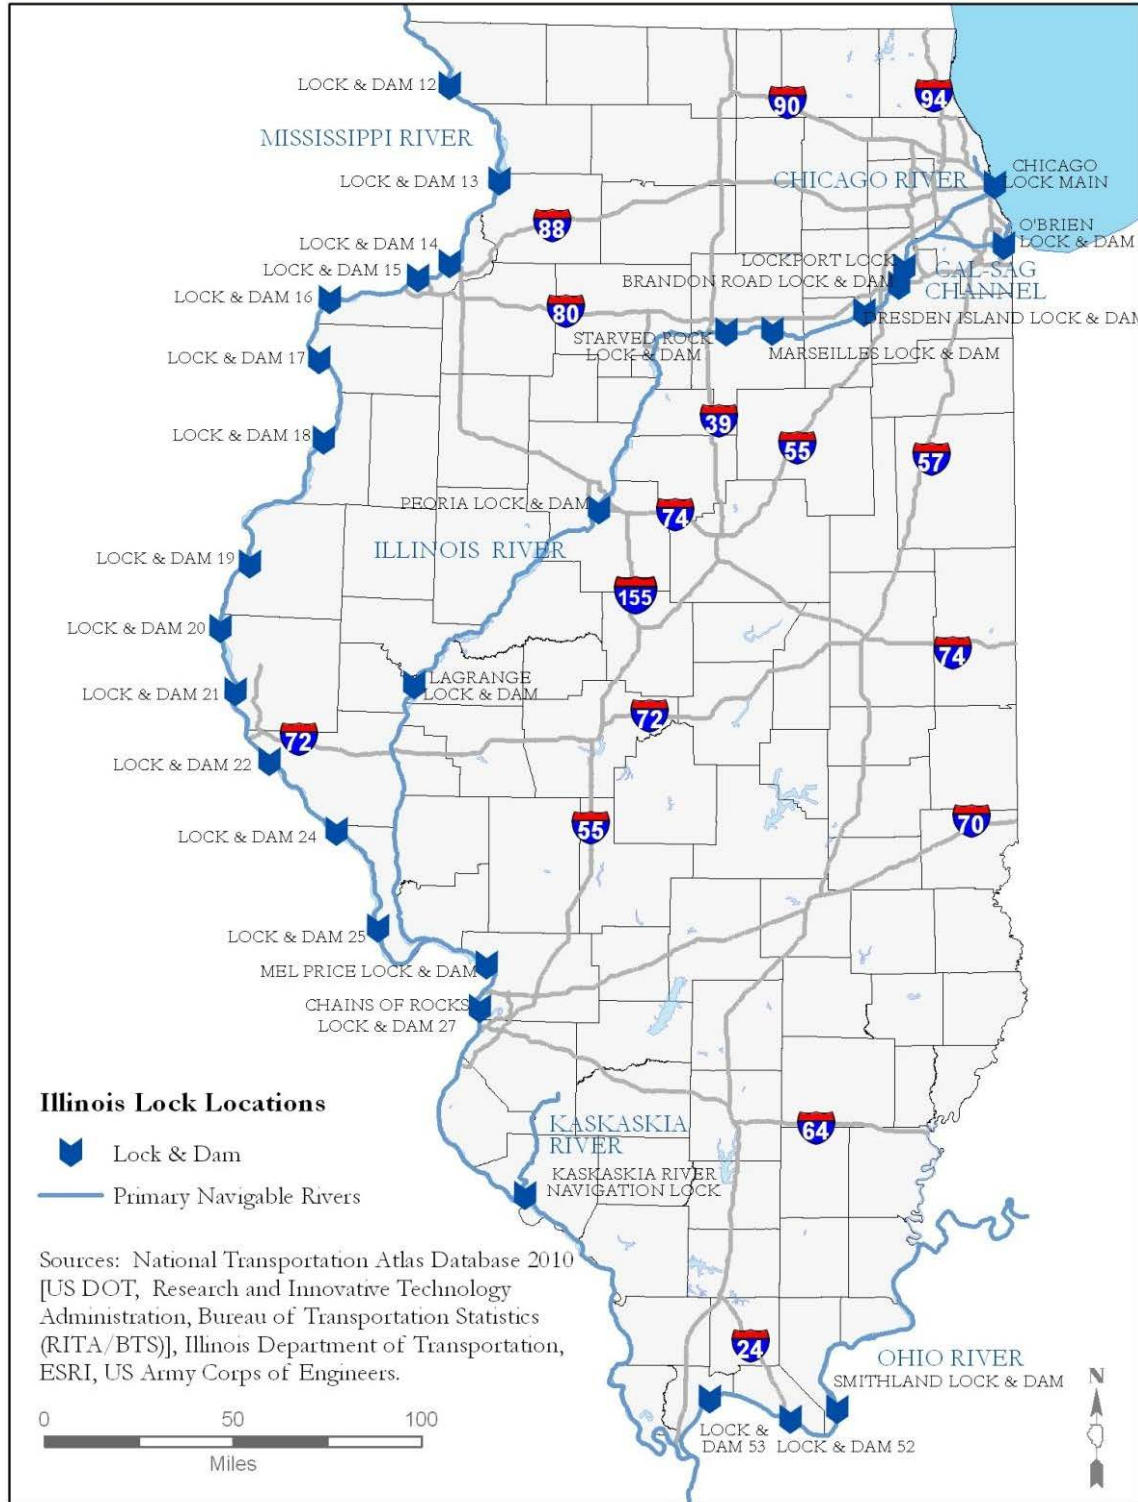 LOCK & DAM 12
90
94
MISSISSIPPI RIVER
CHICAGO
LOCK MAIN
LOCK & DAM 13
CHICAGO RIVER
88
O'BRIEN
LOCK & DAM
LOCK & DAM 14
LOCKPORT LOCK
LOCK & DAM 15
BRANDON ROAD LOCK & DAM
CAL-SAG
CHANNEL
LOCK & DAM 16
80
DRESDEN ISLAND LOCK & DAM
STARVED ROCK
LOCK & DAM
MARSEILLES LOCK & DAM
LOCK & DAM 17
39
55
57
LOCK & DAM 18
PEORIA LOCK & DAM
74
ILLINOIS RIVER
LOCK & DAM 19
155
LOCK & DAM 20
74
LAGRANGE
LOCK & DAM
LOCK & DAM 21
72
72
LOCK & DAM 22
LOCK & DAM 24
55
70
LOCK & DAM 25
MEL PRICE LOCK & DAM
CHAINS OF ROCKS
LOCK & DAM 27
Illinois Lock Locations
Lock & Dam
Primary Navigable Rivers
KASKASKIA
RIVER
64
KASKASKIA RIVER
NAVIGATION LOCK
Sources: National Transportation Atlas Database 2010
[US DOT, Research and Innovative Technology
Administration, Bureau of Transportation Statistics
(RITA/BTS)], Illinois Department of Transportation,
ESRI, US Army Corps of Engineers.
24
OHIO RIVER
SMITHLAND LOCK & DAM
LOCK &
DAM 53
LOCK & DAM 52
N
0 50 100
Miles